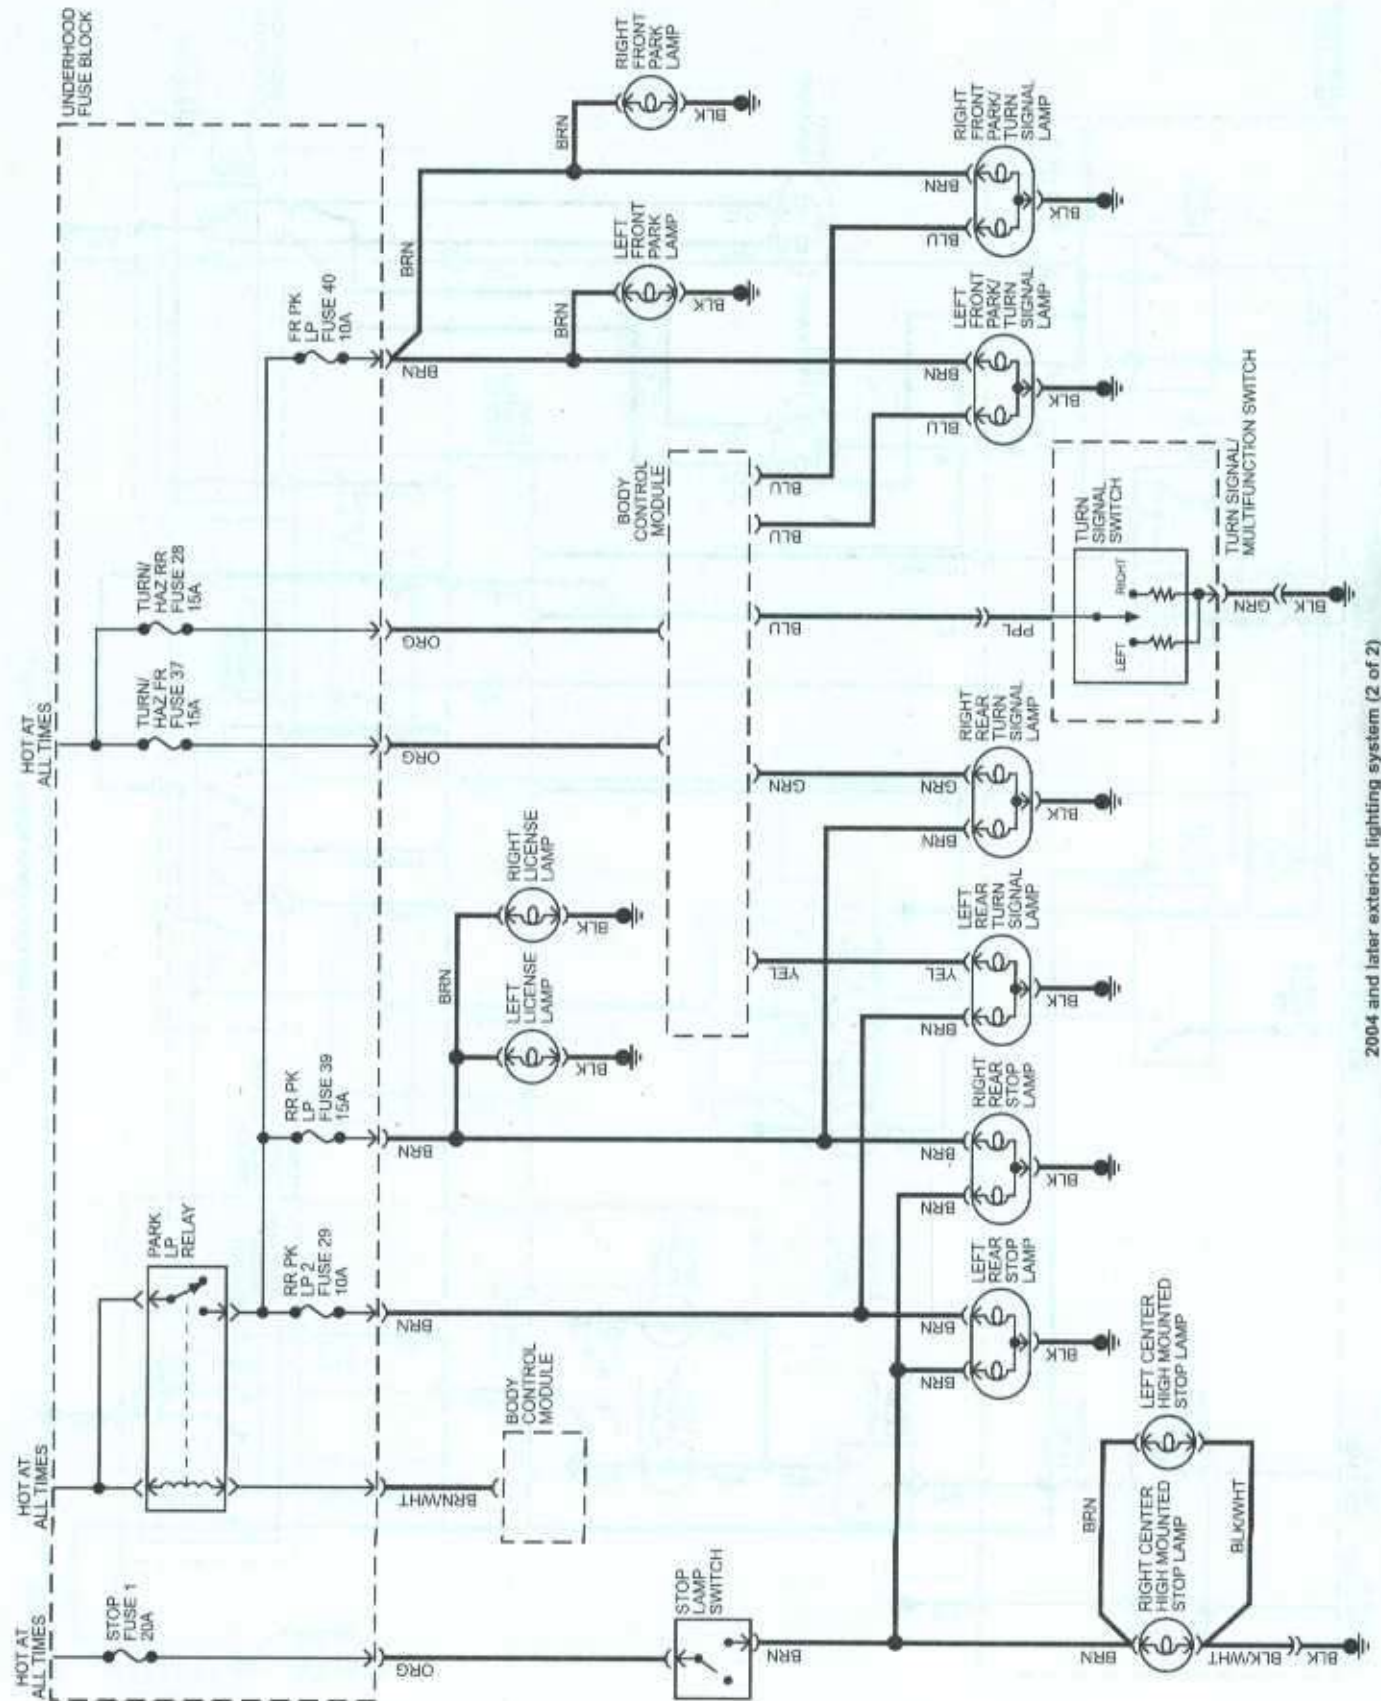 UNDERHOOD
FUSE BLOCK
HOT AT
ALL TIMES
HOT AT
ALL TIMES
HOT AT
ALL TIMES
STOP
FUSE 1
20A
PARK
LP
RELAY
RR PK
LP 2
FUSE 29
10A
RR PK
LP
FUSE 39
15A
TURN/
HAZ FR
FUSE 37
15A
TURN/
HAZ RR
FUSE 28
15A
FR PK
LP
FUSE 40
10A
ORG
BRN/WHT
BRN
BRN
ORG
ORG
BRN
BRN
BODY
CONTROL
MODULE
BRN
LEFT
LICENSE
LAMP
BLK
RIGHT
LICENSE
LAMP
BLK
BRN
LEFT
FRONT
PARK
LAMP
BLK
BRN
RIGHT
FRONT
PARK
LAMP
BLK
STOP
LAMP
SWITCH
BRN
BODY
CONTROL
MODULE
YEL
GRN
BLU
BLU
BLU
BRN
BRN
LEFT
REAR
STOP
LAMP
BLK
BRN
BRN
RIGHT
REAR
STOP
LAMP
BLK
BRN
YEL
LEFT
REAR
TURN
SIGNAL
LAMP
BLK
BRN
GRN
RIGHT
REAR
TURN
SIGNAL
LAMP
BLK
PPL
BLU
BRN
LEFT
FRONT
PARK/
TURN
SIGNAL
LAMP
BLK
BLU
BRN
RIGHT
FRONT
PARK/
TURN
SIGNAL
LAMP
BLK
TURN
SIGNAL
SWITCH
LEFT
RIGHT
TURN SIGNAL/
MULTIFUNCTION SWITCH
GRN
BLK
BRN
BRN
RIGHT CENTER
HIGH MOUNTED
STOP LAMP
LEFT CENTER
HIGH MOUNTED
STOP LAMP
BLK/WHT
BLK/WHT
BLK
2004 and later exterior lighting system (2 of 2)